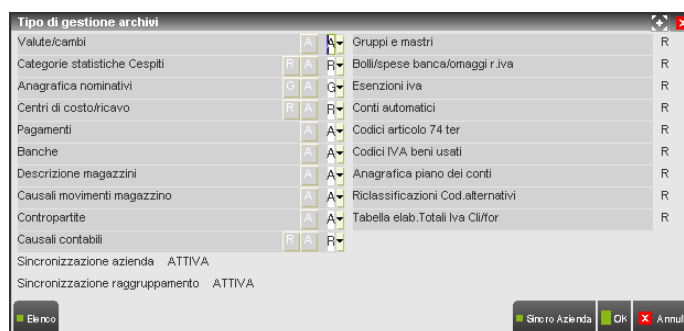 Tipo di gestione archivi
Valute/cambi A A Gruppi e mastri R
Categorie statistiche Cespiti R A R Bolli/spese banca/omaggi r.iva R
Anagrafica nominativi G A G Esenzioni iva R
Centri di costo/ricavo R A R Conti automatici R
Pagamenti A A Codici articolo 74 ter R
Banche A A Codici IVA beni usati R
Descrizione magazzini A A Anagrafica piano dei conti R
Causali movimenti magazzino A A Riclassificazioni Cod.alternativi R
Contropartite A A Tabella elab.Totali Iva Cli/for R
Causali contabili R A R
Sincronizzazione azienda ATTIVA
Sincronizzazione raggruppamento ATTIVA
Elenco Sincro Azienda OK Annul